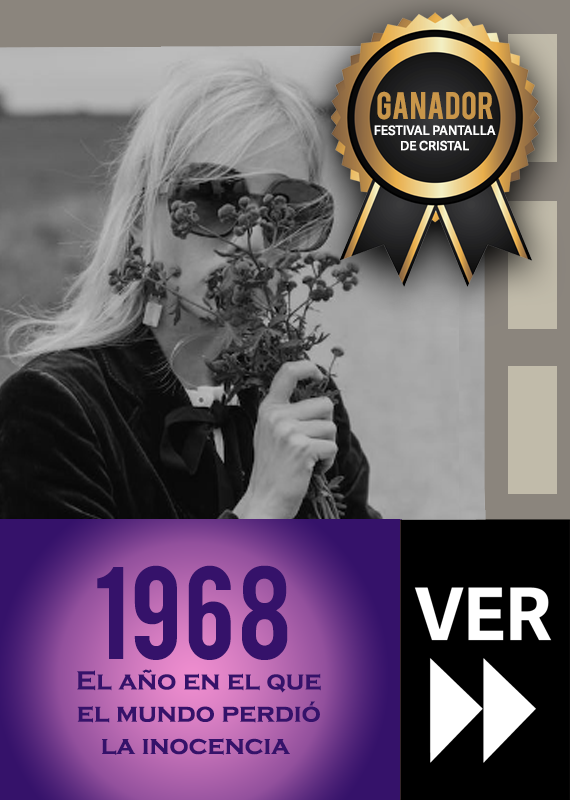 GANADOR
FESTIVAL PANTALLA
DE CRISTAL
1968
EL AÑO EN EL QUE
EL MUNDO PERDIÓ
LA INOCENCIA
VER